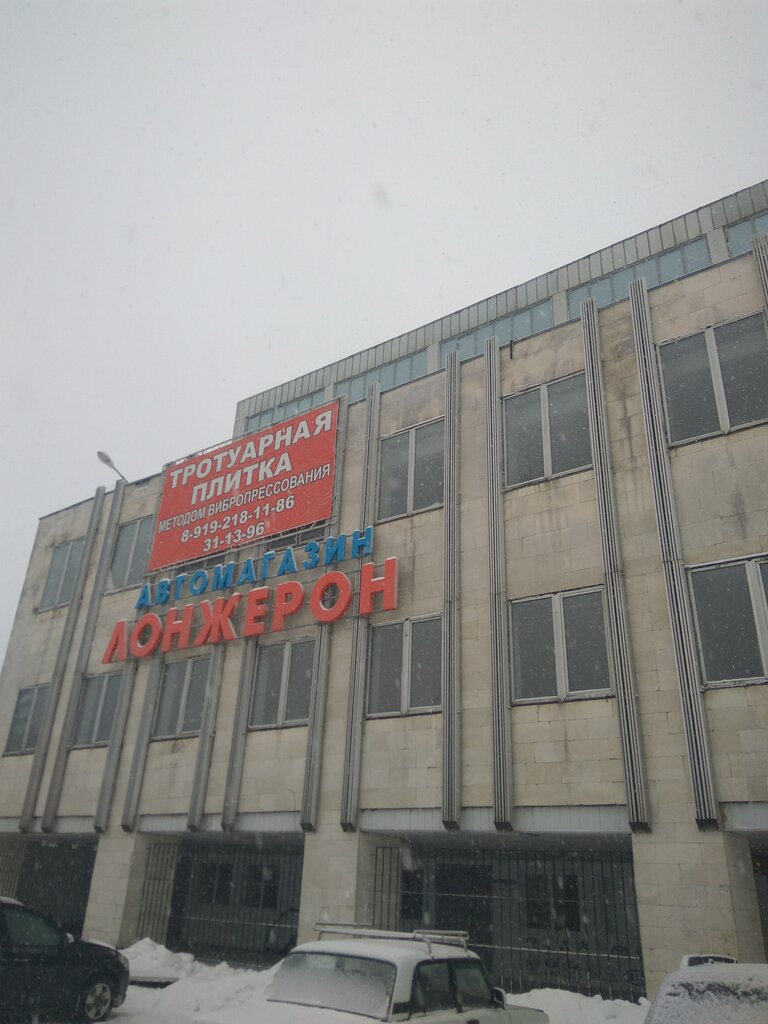 ТРОТУАРНАЯ
ПЛИТКА
МЕТОДОМ ВИБРОПРЕССОВАНИЯ
8-919-218-11-86
31-13-96
АВТОМАГАЗИН
ЛОНЖЕРОН